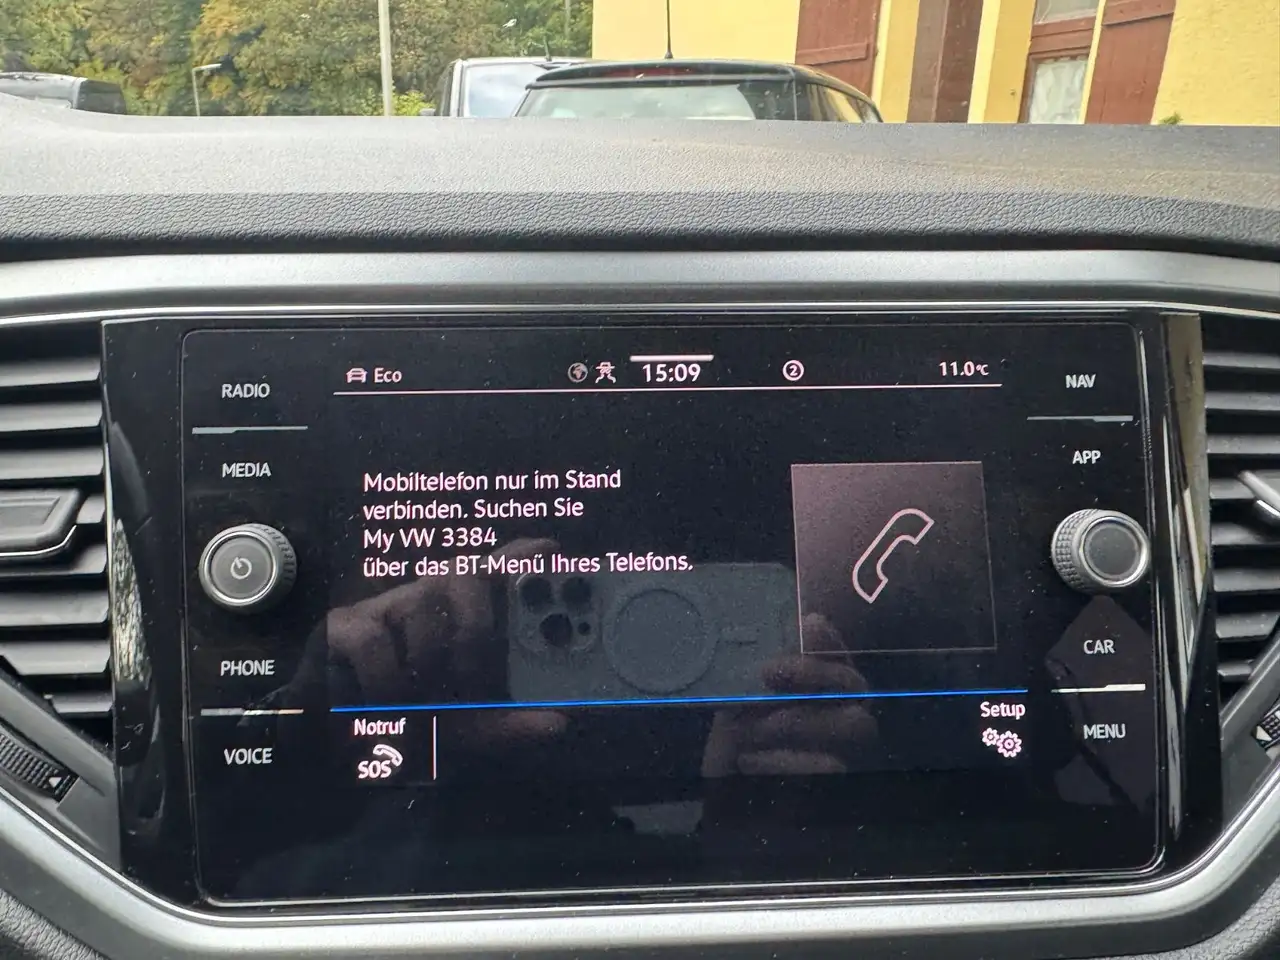 RADIO
MEDIA
PHONE
VOICE
Eco
15:09
2
11.0°C
Mobiltelefon nur im Stand
verbinden. Suchen Sie
My VW 3384
über das BT-Menü Ihres Telefons.
Notruf
SOS
Setup
NAV
APP
CAR
MENU